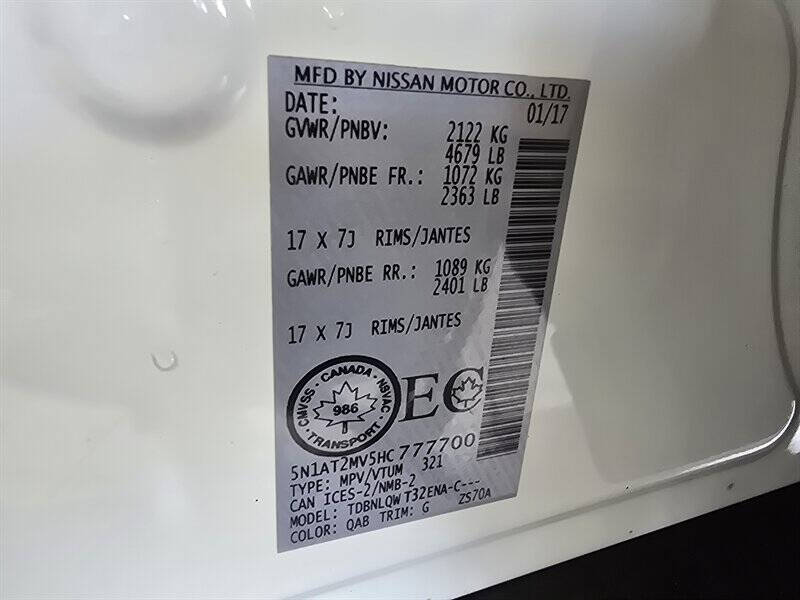 MFD BY NISSAN MOTOR CO., LTD.
DATE: 01/17
GVWR/PNBV: 2122 KG
4679 LB
GAWR/PNBE FR.: 1072 KG
2363 LB
17 X 7J RIMS/JANTES
GAWR/PNBE RR.: 1089 KG
2401 LB
17 X 7J RIMS/JANTES
CMVSS · CANADA · NSVAC · TRANSPORT
986
EC
5N1AT2MV5HC777700
TYPE: MPV/VTUM 321
CAN ICES-2/NMB-2
MODEL: TDBNLQW T32ENA-C---
COLOR: QAB TRIM: G ZS70A